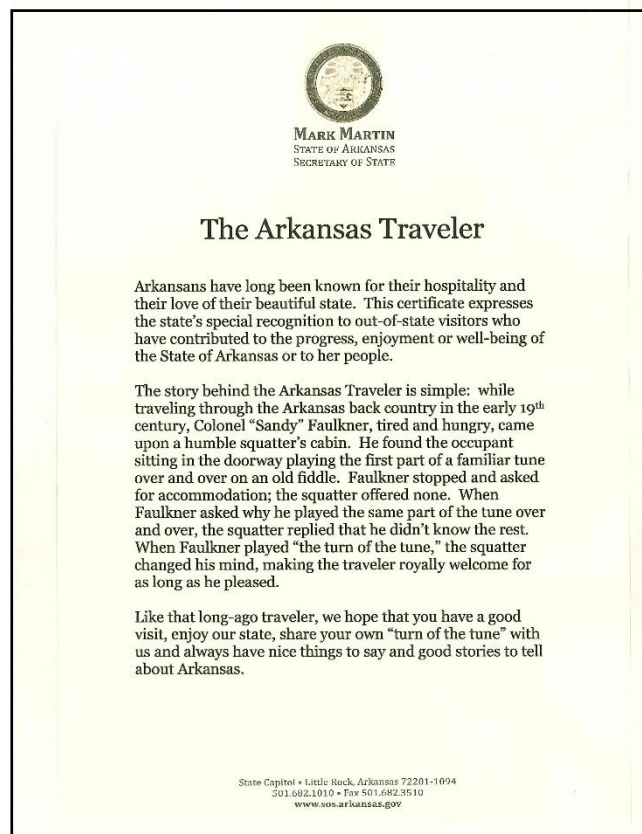 MARK MARTIN
STATE OF ARKANSAS
SECRETARY OF STATE
The Arkansas Traveler
Arkansans have long been known for their hospitality and
their love of their beautiful state. This certificate expresses
the state's special recognition to out-of-state visitors who
have contributed to the progress, enjoyment or well-being of
the State of Arkansas or to her people.
The story behind the Arkansas Traveler is simple: while
traveling through the Arkansas back country in the early 19th
century, Colonel “Sandy” Faulkner, tired and hungry, came
upon a humble squatter's cabin. He found the occupant
sitting in the doorway playing the first part of a familiar tune
over and over on an old fiddle. Faulkner stopped and asked
for accommodation; the squatter offered none. When
Faulkner asked why he played the same part of the tune over
and over, the squatter replied that he didn't know the rest.
When Faulkner played “the turn of the tune,” the squatter
changed his mind, making the traveler royally welcome for
as long as he pleased.
Like that long-ago traveler, we hope that you have a good
visit, enjoy our state, share your own “turn of the tune” with
us and always have nice things to say and good stories to tell
about Arkansas.
State Capitol • Little Rock, Arkansas 72201-1094
501.682.1010 • Fax 501.682.3510
www.sos.arkansas.gov